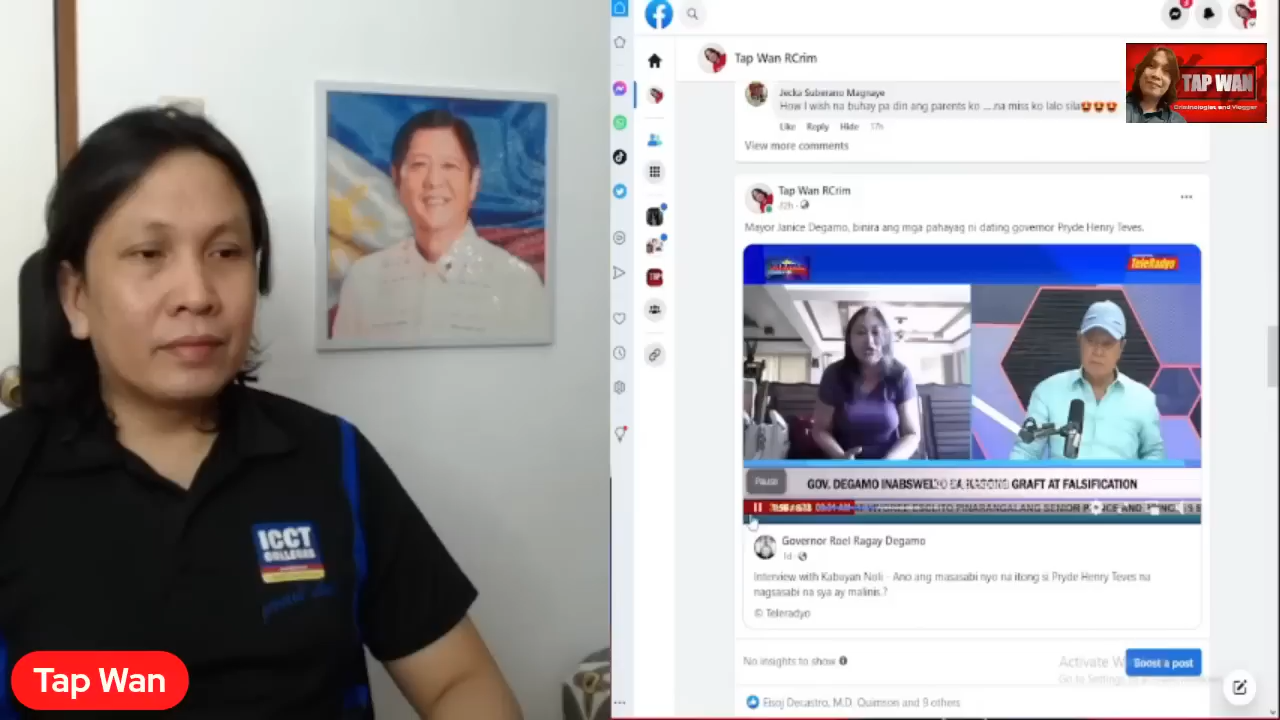 Tap Wan RCrim
TAP WAN
Criminologist and Vlogger
Jecka Suberano Magnaye
How I wish na buhay pa din ang parents ko ....na miss ko lalo sila
Like Reply Hide 17h
View more comments
Tap Wan RCrim
Mayor Janice Degamo, binira ang mga pahayag ni dating governor Pryde Henry Teves.
TeleRadyo
GOV. DEGAMO INABSWELTO SA KASONG GRAFT AT FALSIFICATION
Pause
Governor Roel Ragay Degamo
1d
Interview with Kabayan Noli - Ano ang masasabi nyo na itong si Pryde Henry Teves na
nagsasabi na sya ay malinis.?
© Teleradyo
No insights to show
Boost a post
Eisoj Decastro, M.D. Quimson and 9 others
ICCT
COLLEGES
Tap Wan